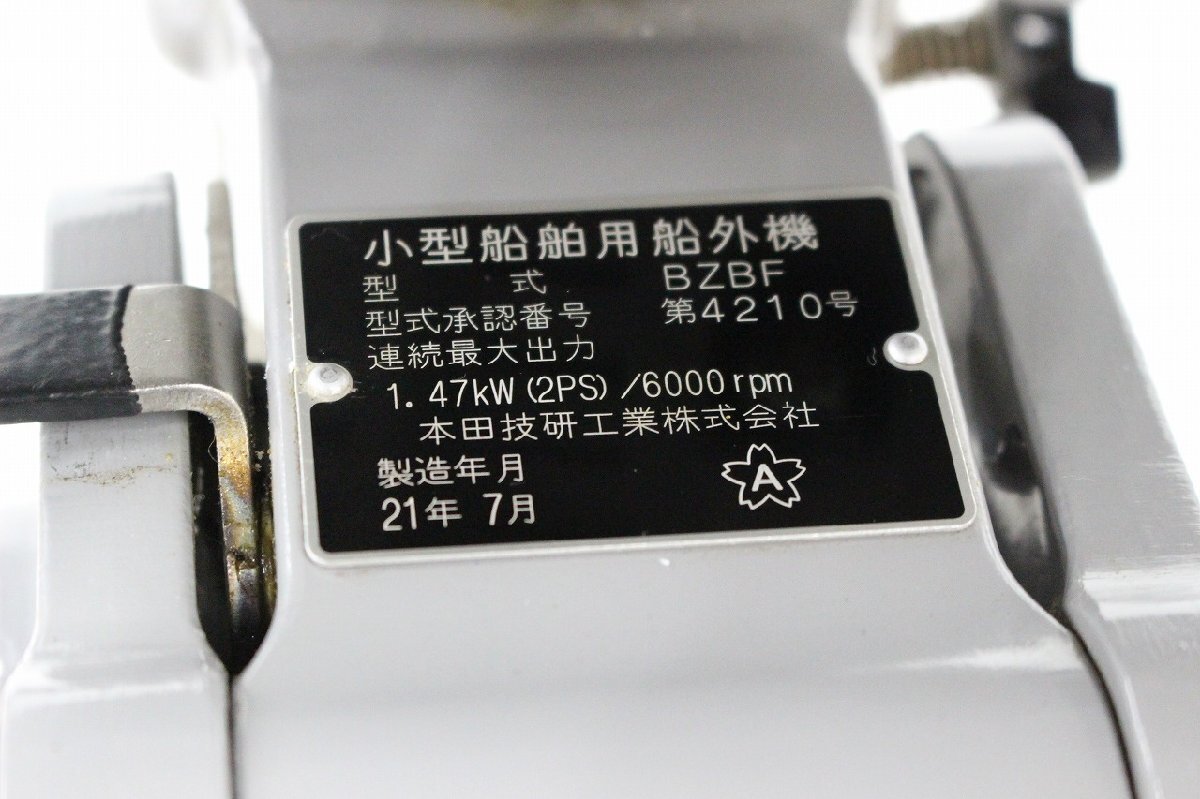 小型船舶用船外機
型 式 BZBF
型式承認番号 第4210号
連続最大出力
1.47kW(2PS)/6000rpm
本田技研工業株式会社
製造年月
21年 7月
A